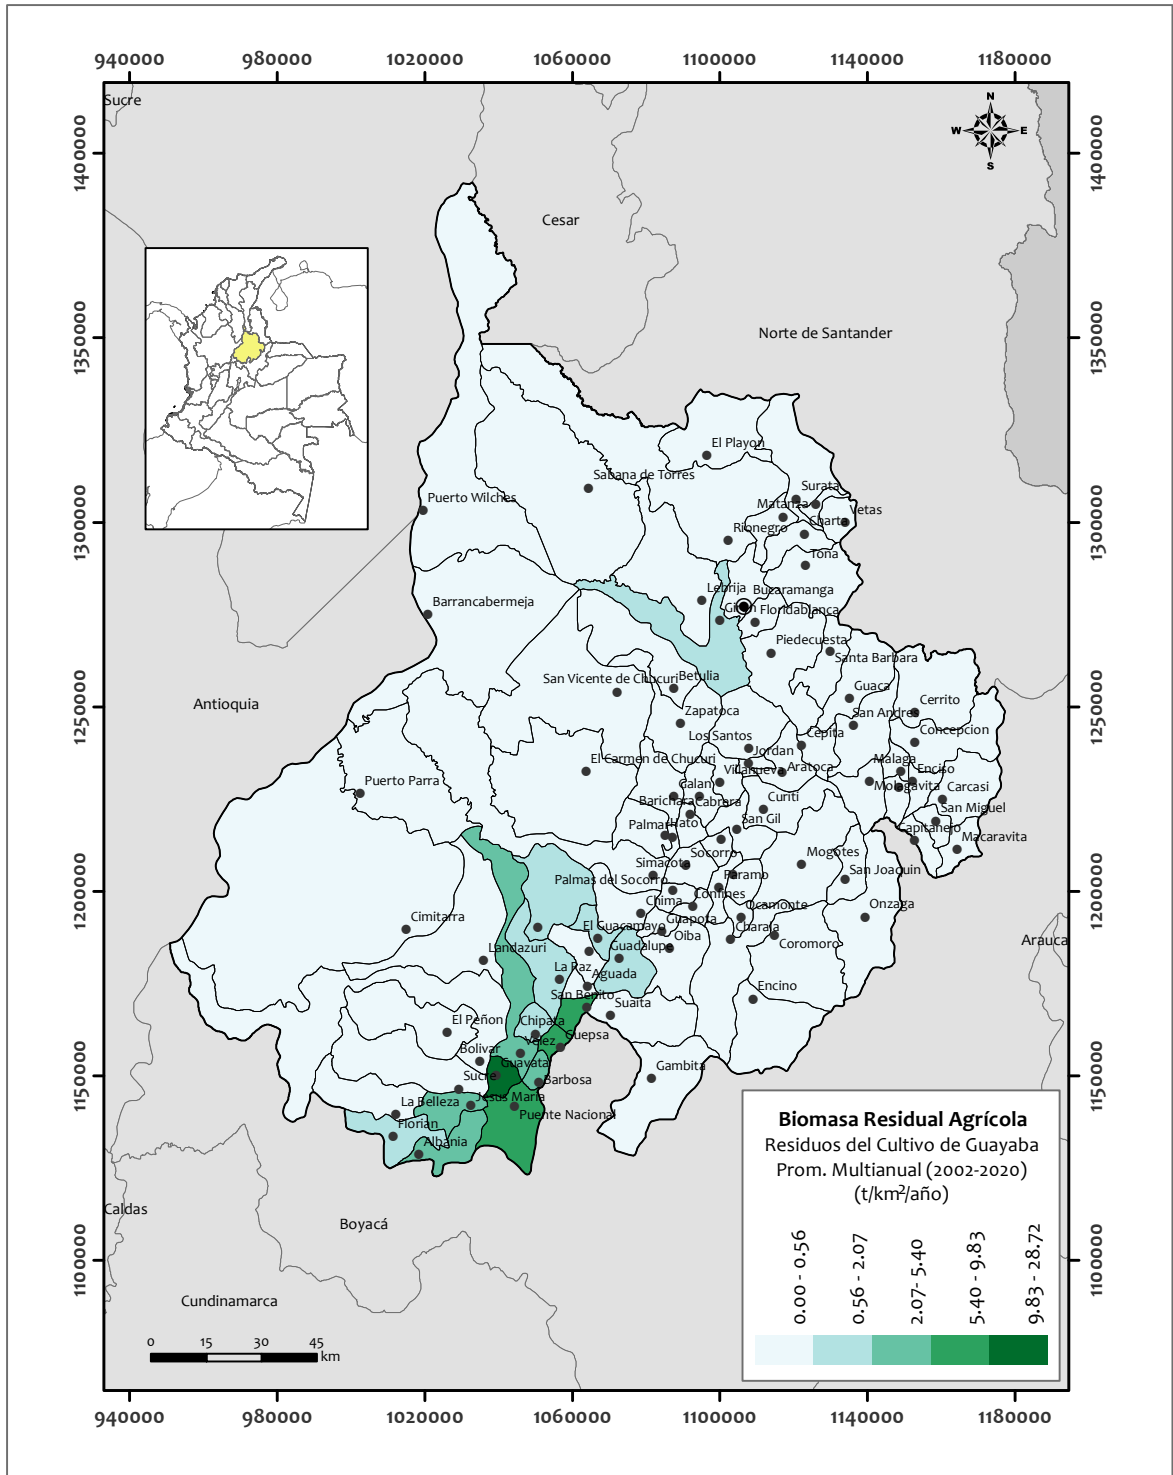 940000 980000 1020000 1060000 1100000 1140000 1180000
1400000
1350000
1300000
1250000
1200000
1150000
1100000
1400000
1350000
1300000
1250000
1200000
1150000
1100000
Sucre
N
W E
S
Cesar
Norte de Santander
El Playon
Sabana de Torres
Surata
Puerto Wilches
Matanza
Vetas
Rionegro
Charta
Tona
Lebrija
Bucaramanga
Barrancabermeja
Giron
Floridablanca
Piedecuesta
Santa Barbara
San Vicente de Chucuri
Betulia
Guaca
Antioquia
Cerrito
Zapatoca
San Andres
Los Santos
Cepita
Concepcion
Jordan
El Carmen de Chucuri
Malaga
Villanueva
Aratoca
Enciso
Puerto Parra
Galan
Molagavita
Carcasi
Barichara
Cabrera
Curiti
San Miguel
Palmar
Hato
San Gil
Capitanejo
Macaravita
Socorro
Mogotes
Simacota
San Joaquin
Palmas del Socorro
Paramo
Confines
Chima
Ocamonte
Onzaga
Cimitarra
Guapota
El Guacamayo
Charala
Oiba
Arauca
Landazuri
Guadalupe
Coromoro
La Paz
Aguada
Encino
San Benito
Suaita
El Peñon
Chipata
Guepsa
Velez
Bolivar
Guavata
Gambita
Sucre
Barbosa
Jesus Maria
La Belleza
Puente Nacional
Florian
Albania
Caldas
Boyacá
Cundinamarca
0 15 30 45
km
Biomasa Residual Agrícola
Residuos del Cultivo de Guayaba
Prom. Multianual (2002-2020)
(t/km²/año)
0.00 - 0.56
0.56 - 2.07
2.07- 5.40
5.40 - 9.83
9.83 - 28.72
940000 980000 1020000 1060000 1100000 1140000 1180000